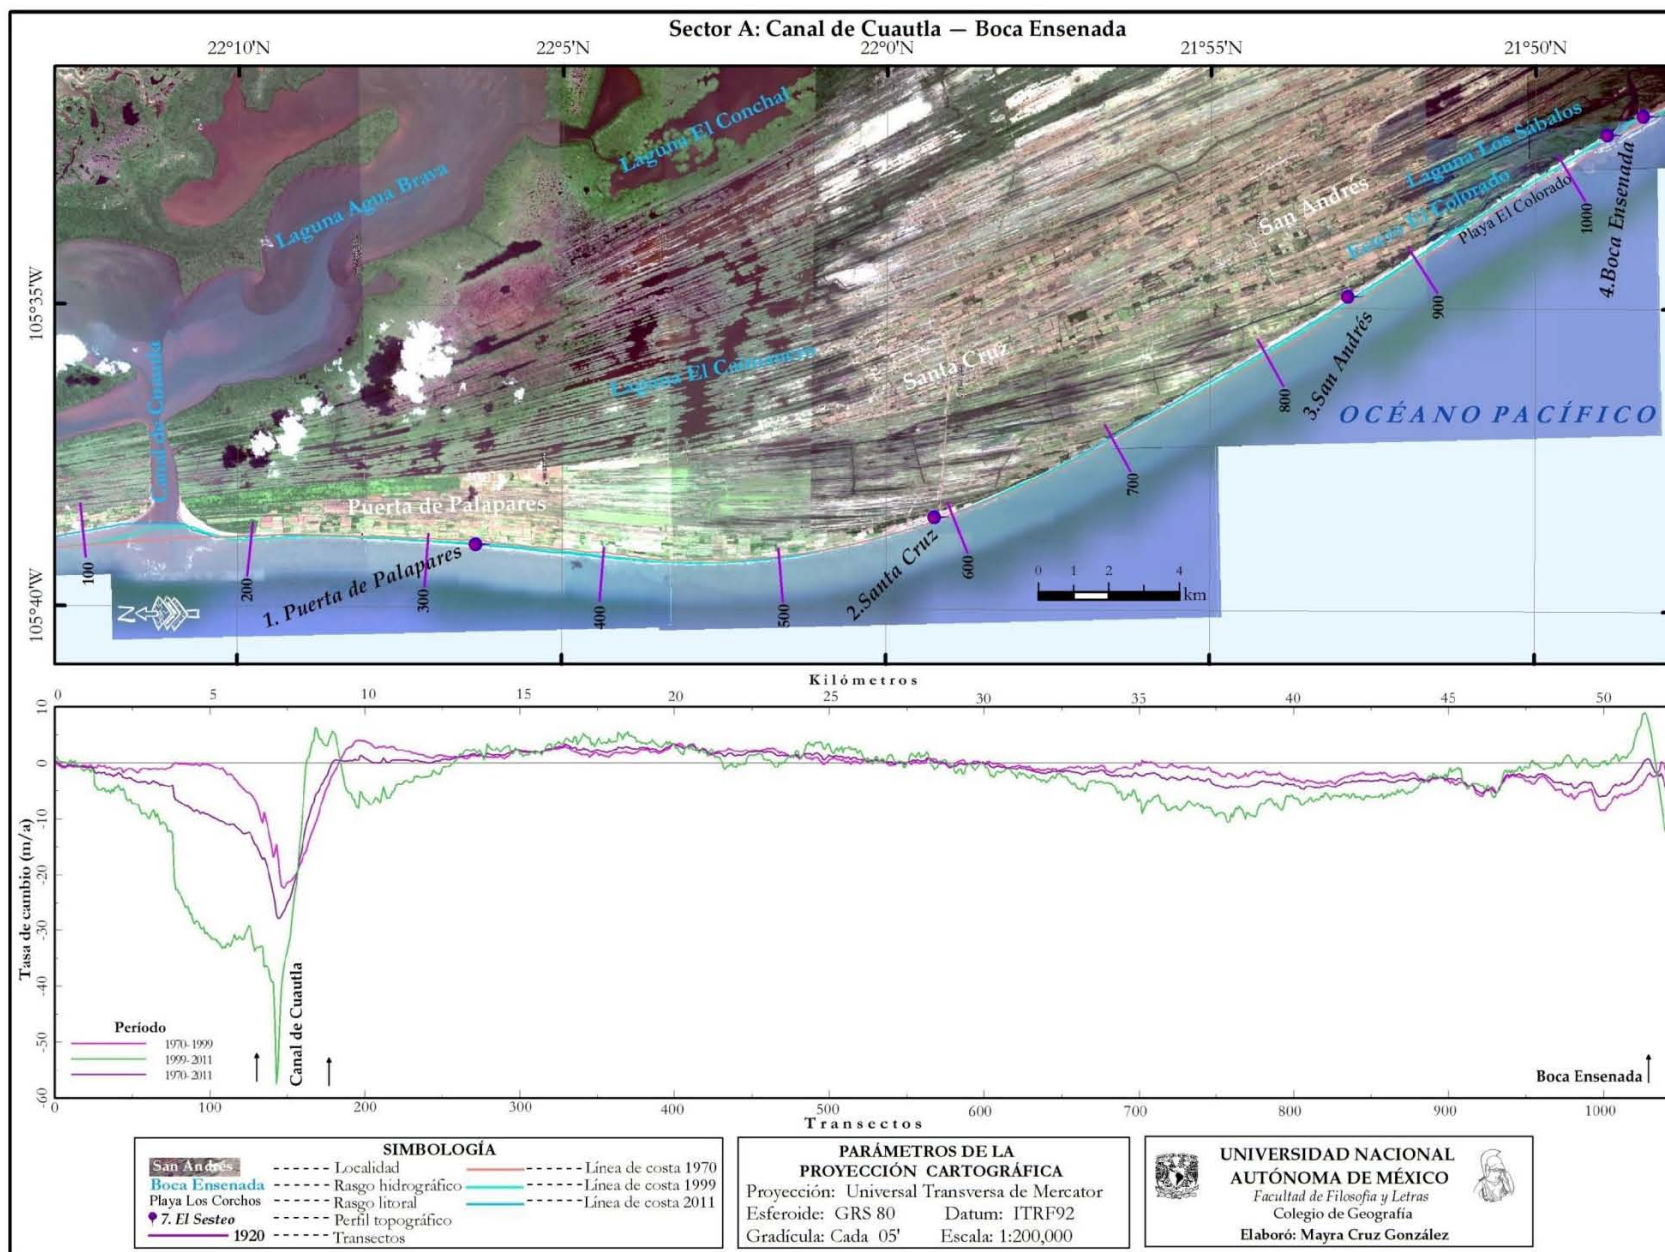 Sector A: Canal de Cuautla — Boca Ensenada
22°10'N 22°5'N 22°0'N 21°55'N 21°50'N
105°35'W
105°40'W
Laguna El Conchal
Laguna Agua Brava
Canal de Cuautla
Puerta de Palapares
Santa Cruz
San Andrés
Laguna Los Sábalos
Playa El Colorado
1. Puerta de Palapares
2.Santa Cruz
3.San Andrés
4.Boca Ensenada
OCÉANO PACÍFICO
100
200
300
400
500
600
700
800
900
1000
N
0 1 2 4
km
Kilómetros
0 5 10 15 20 25 30 35 40 45 50
Tasa de cambio (m/a)
10
0
-10
-20
-30
-40
-50
-60
Canal de Cuautla
Boca Ensenada
Período
1970-1999
1999-2011
1970-2011
0 100 200 300 400 500 600 700 800 900 1000
Transectos
SIMBOLOGÍA
San Andrés ------ Localidad
Boca Ensenada ------ Rasgo hidrográfico
Playa Los Corchos ------ Rasgo litoral
7. El Sesteo ------ Perfil topográfico
1920 ------ Transectos
------ Línea de costa 1970
------ Línea de costa 1999
------ Línea de costa 2011
PARÁMETROS DE LA
PROYECCIÓN CARTOGRÁFICA
Proyección: Universal Transversa de Mercator
Esferoide: GRS 80 Datum: ITRF92
Gradícula: Cada 05' Escala: 1:200,000
UNIVERSIDAD NACIONAL
AUTÓNOMA DE MÉXICO
Facultad de Filosofía y Letras
Colegio de Geografía
Elaboró: Mayra Cruz González